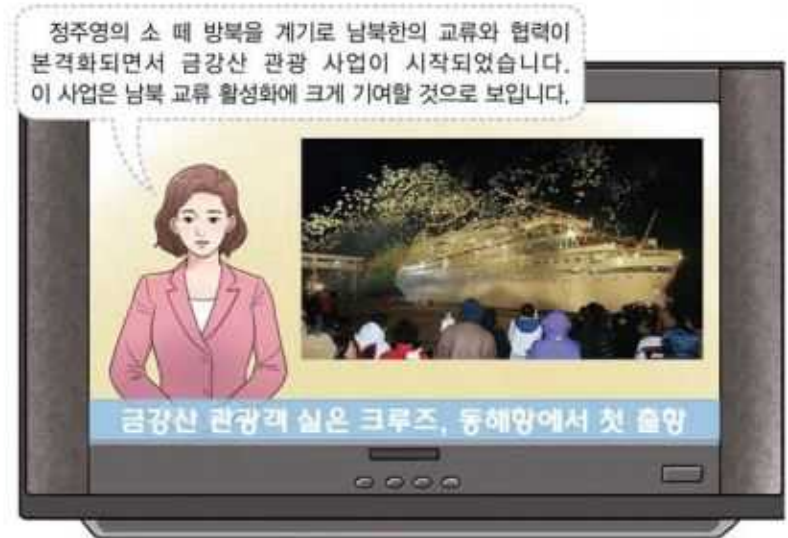 정주영의 소 떼 방북을 계기로 남북한의 교류와 협력이
본격화되면서 금강산 관광 사업이 시작되었습니다.
이 사업은 남북 교류 활성화에 크게 기여할 것으로 보입니다.
금강산 관광객 실은 크루즈, 동해항에서 첫 출항